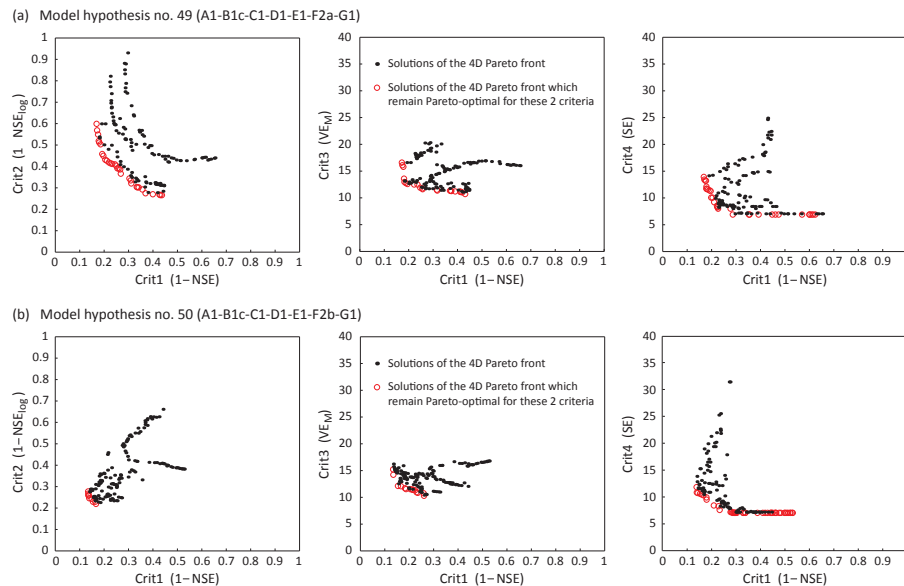 (a) Model hypothesis no. 49 (A1-B1c-C1-D1-E1-F2a-G1)
Crit2 (1 NSElog)
1
0.9
0.8
0.7
0.6
0.5
0.4
0.3
0.2
0.1
0
0 0.1 0.2 0.3 0.4 0.5 0.6 0.7 0.8 0.9 1
Crit1 (1–NSE)
Crit3 (VEM)
40
35
30
25
20
15
10
5
0
Solutions of the 4D Pareto front
Solutions of the 4D Pareto front which
remain Pareto-optimal for these 2 criteria
0 0.1 0.2 0.3 0.4 0.5 0.6 0.7 0.8 0.9 1
Crit1 (1–NSE)
Crit4 (SE)
40
35
30
25
20
15
10
5
0
0 0.1 0.2 0.3 0.4 0.5 0.6 0.7 0.8 0.9 1
Crit1 (1–NSE)
(b) Model hypothesis no. 50 (A1-B1c-C1-D1-E1-F2b-G1)
Crit2 (1–NSElog)
1
0.9
0.8
0.7
0.6
0.5
0.4
0.3
0.2
0.1
0
0 0.1 0.2 0.3 0.4 0.5 0.6 0.7 0.8 0.9 1
Crit1 (1–NSE)
Crit3 (VEM)
40
35
30
25
20
15
10
5
0
Solutions of the 4D Pareto front
Solutions of the 4D Pareto front which
remain Pareto-optimal for these 2 criteria
0 0.1 0.2 0.3 0.4 0.5 0.6 0.7 0.8 0.9 1
Crit1 (1–NSE)
Crit4 (SE)
40
35
30
25
20
15
10
5
0
0 0.1 0.2 0.3 0.4 0.5 0.6 0.7 0.8 0.9 1
Crit1 (1–NSE)